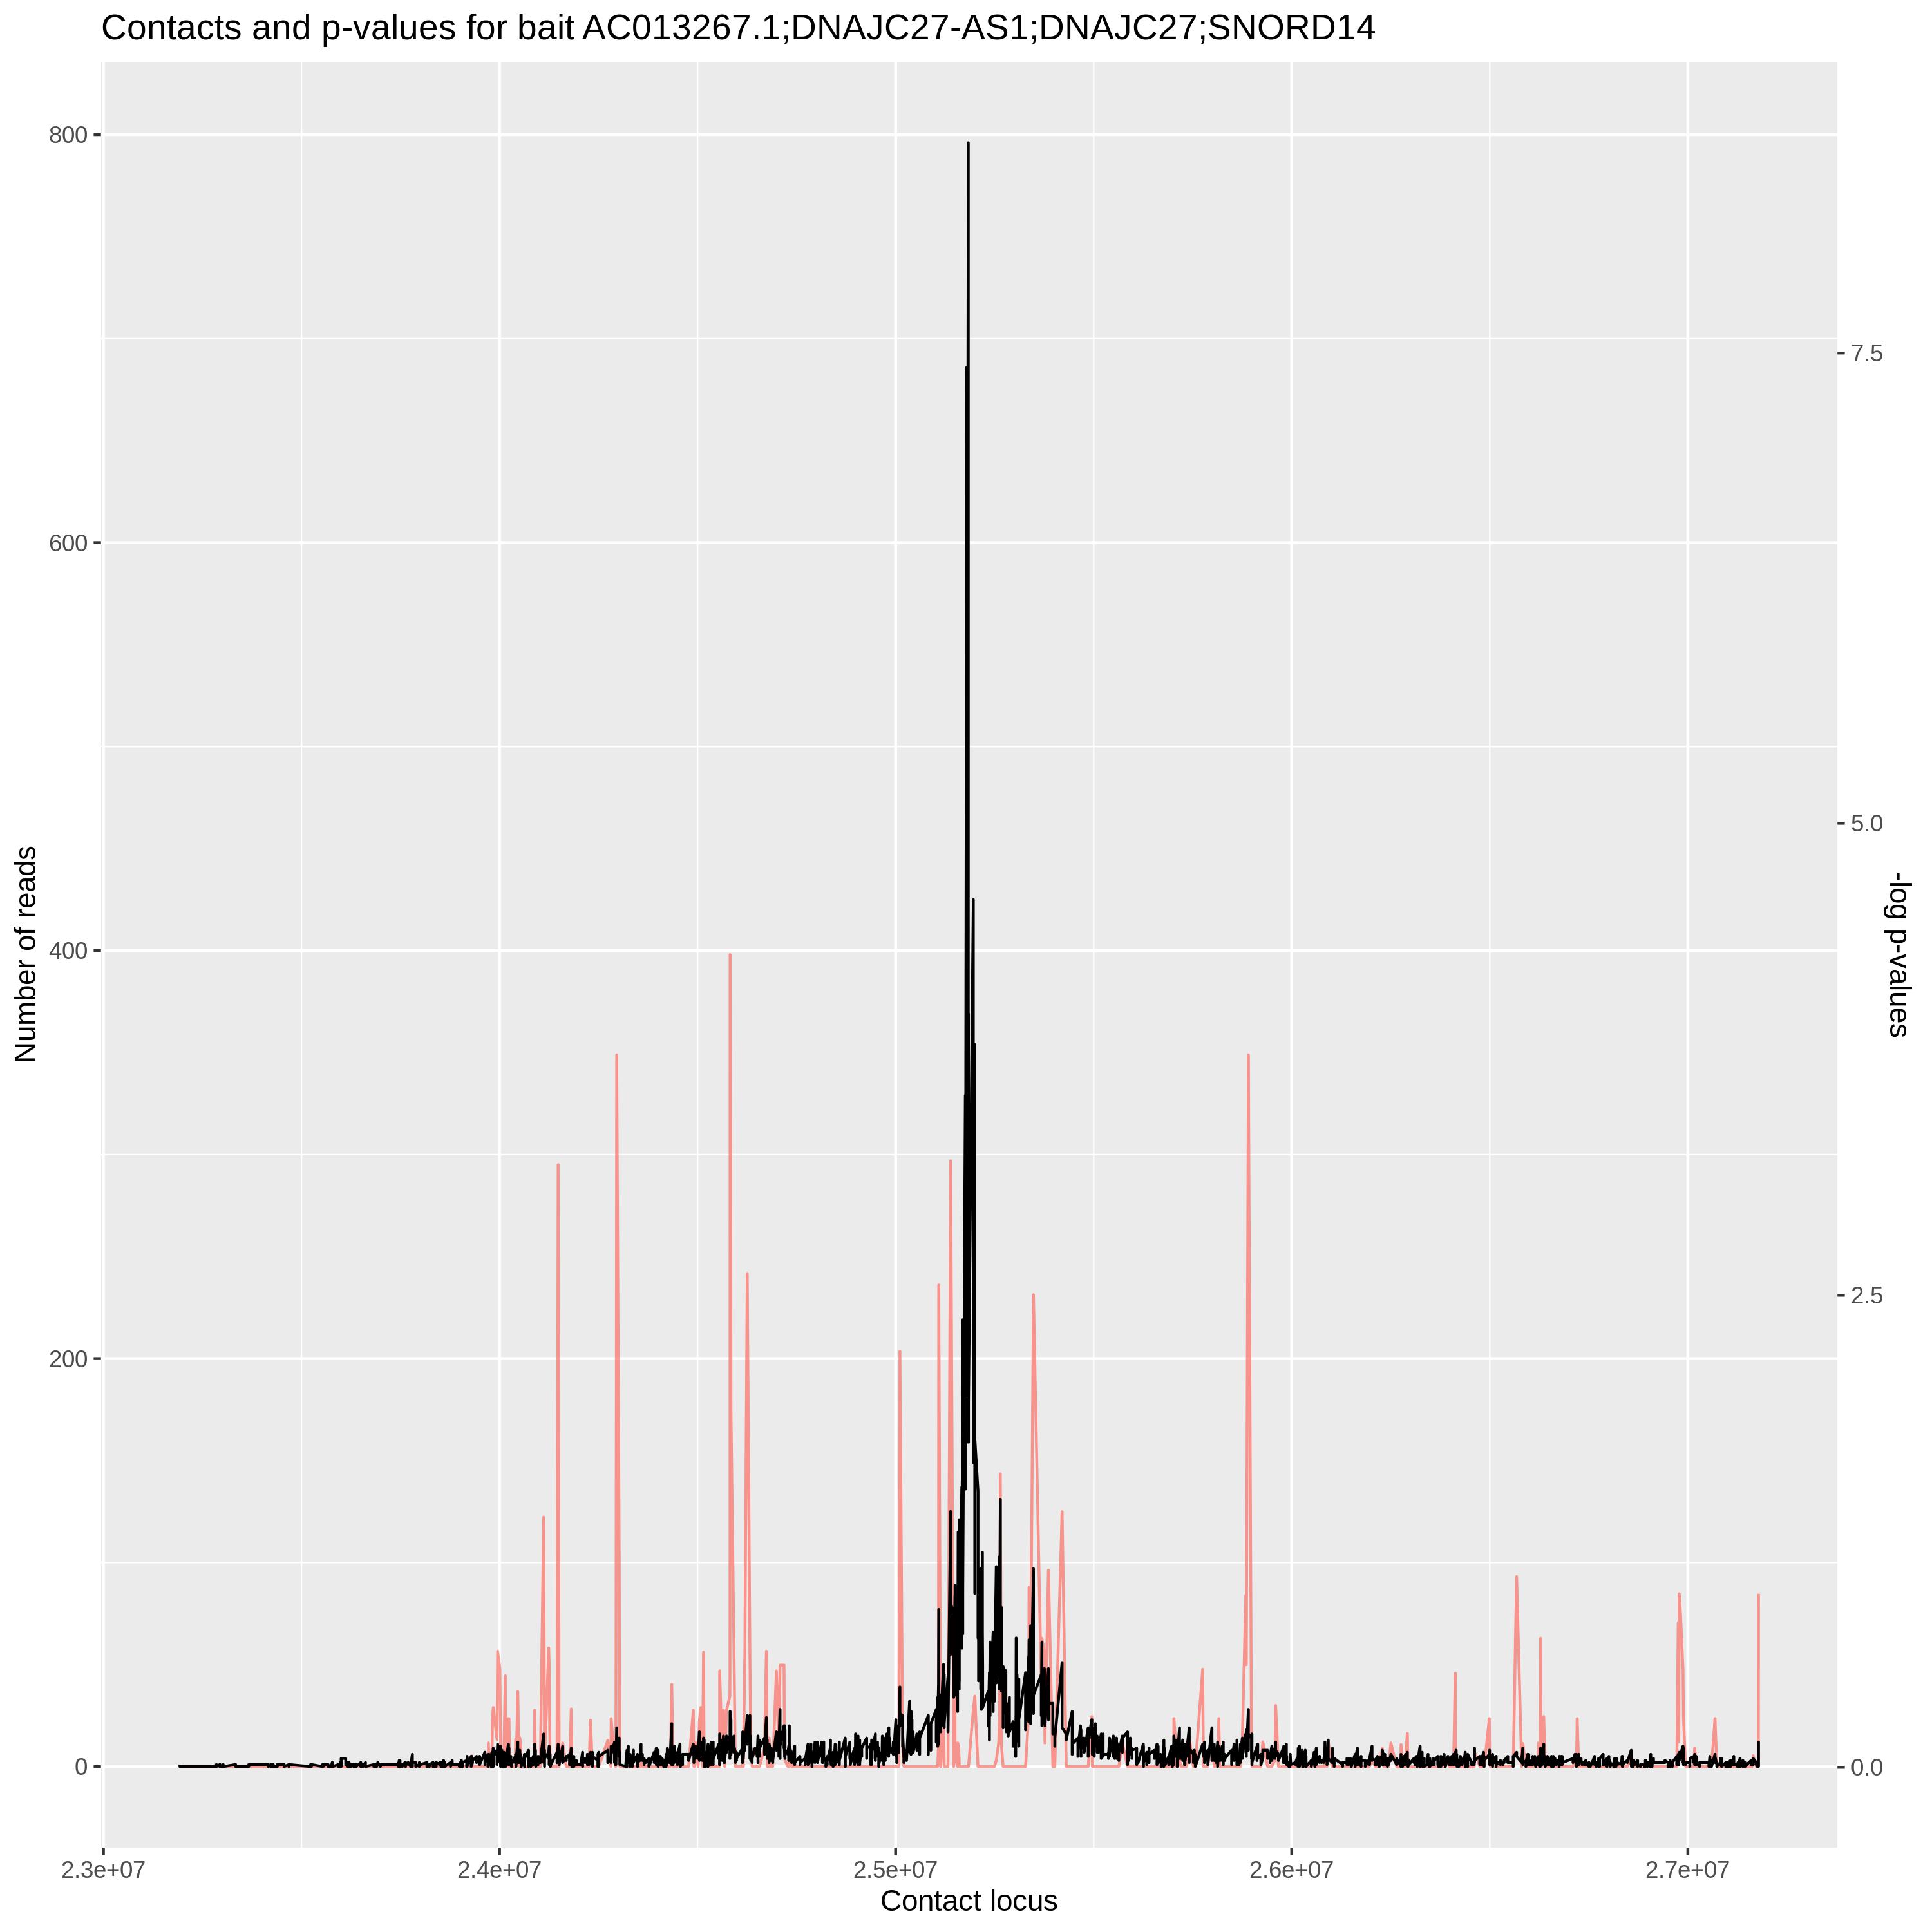 Contacts and p-values for bait AC013267.1;DNAJC27-AS1;DNAJC27;SNORD14
800
600
400
200
0
Number of reads
7.5
5.0
2.5
0.0
-log p-values
2.3e+07
2.4e+07
2.5e+07
2.6e+07
2.7e+07
Contact locus